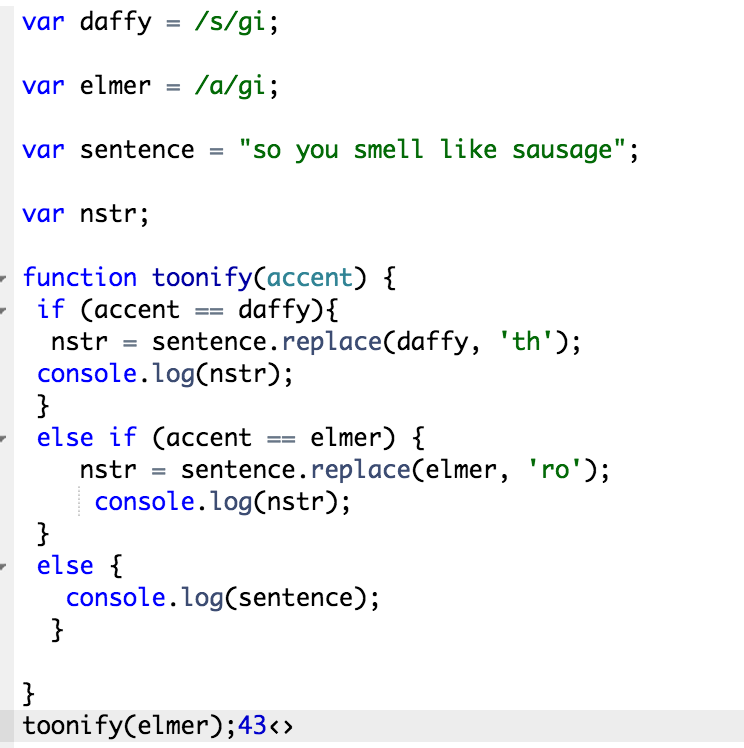 var daffy = /s/gi;
var elmer = /a/gi;
var sentence = "so you smell like sausage";
var nstr;
function toonify(accent) {
if (accent == daffy){
nstr = sentence.replace(daffy, 'th');
console.log(nstr);
}
else if (accent == elmer) {
nstr = sentence.replace(elmer, 'ro');
console.log(nstr);
}
else {
console.log(sentence);
}
}
toonify(elmer);43<>